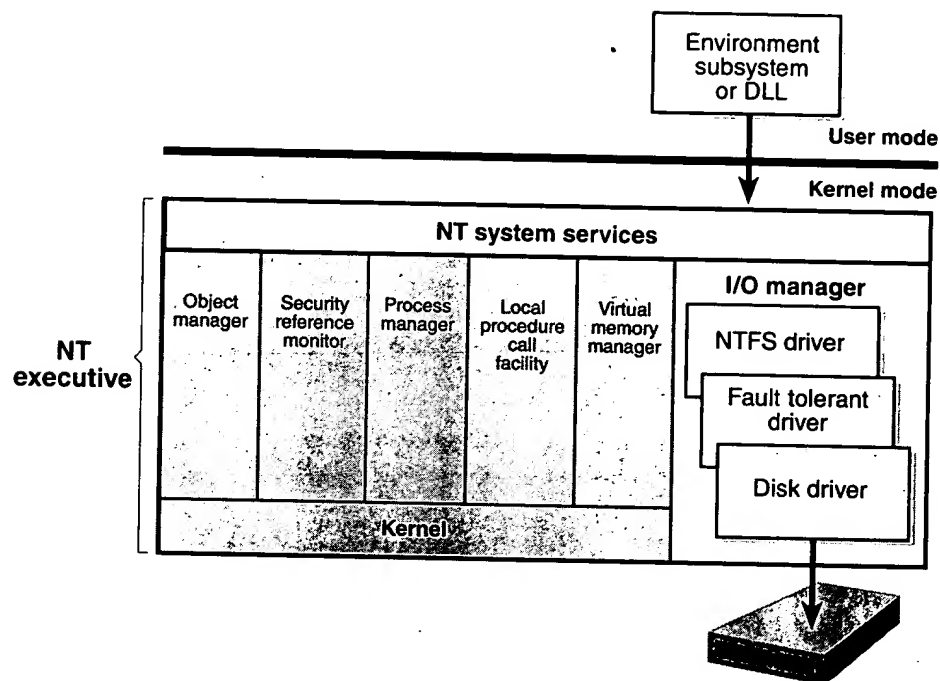 Environment
subsystem
or DLL
User mode
Kernel mode
NT system services
Object
manager
Security
reference
monitor
Process
manager
Local
procedure
call
facility
Virtual
memory
manager
I/O manager
NTFS driver
Fault tolerant
driver
Disk driver
NT
executive
Kernel